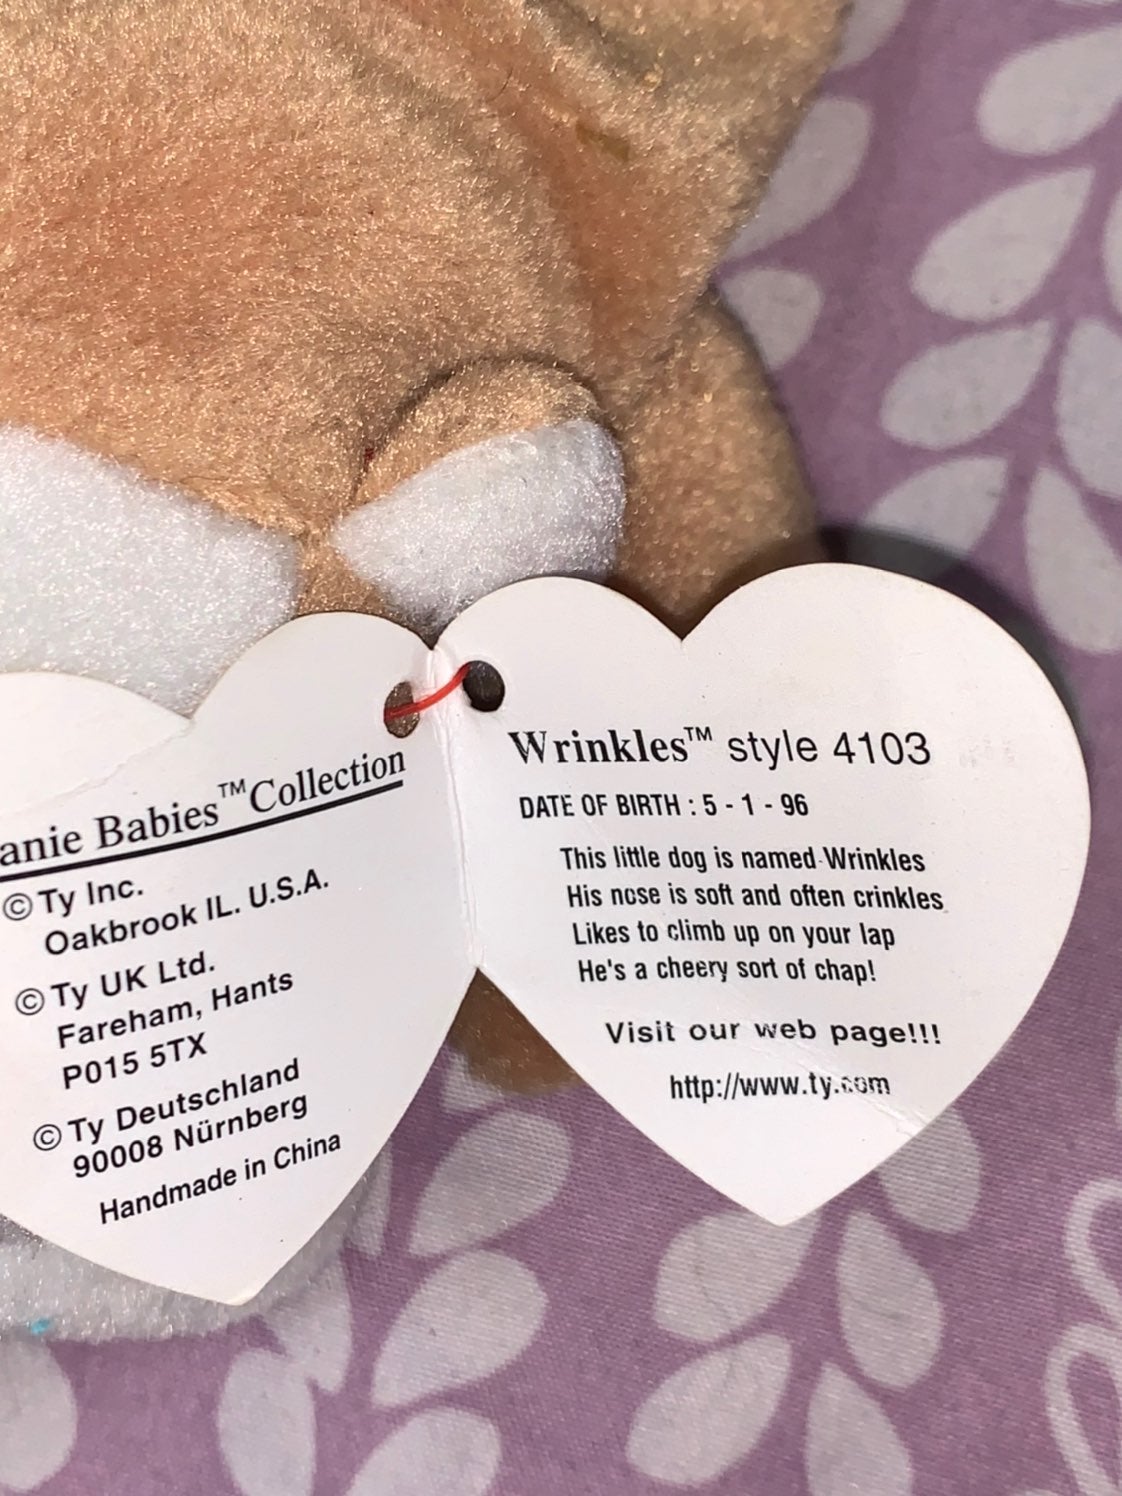 anie Babies™ Collection
© Ty Inc.
Oakbrook IL. U.S.A.
© Ty UK Ltd.
Fareham, Hants
P015 5TX
© Ty Deutschland
90008 Nürnberg
Handmade in China
Wrinkles™ style 4103
DATE OF BIRTH : 5 - 1 - 96
This little dog is named Wrinkles
His nose is soft and often crinkles
Likes to climb up on your lap
He's a cheery sort of chap!
Visit our web page!!!
http://www.ty.com